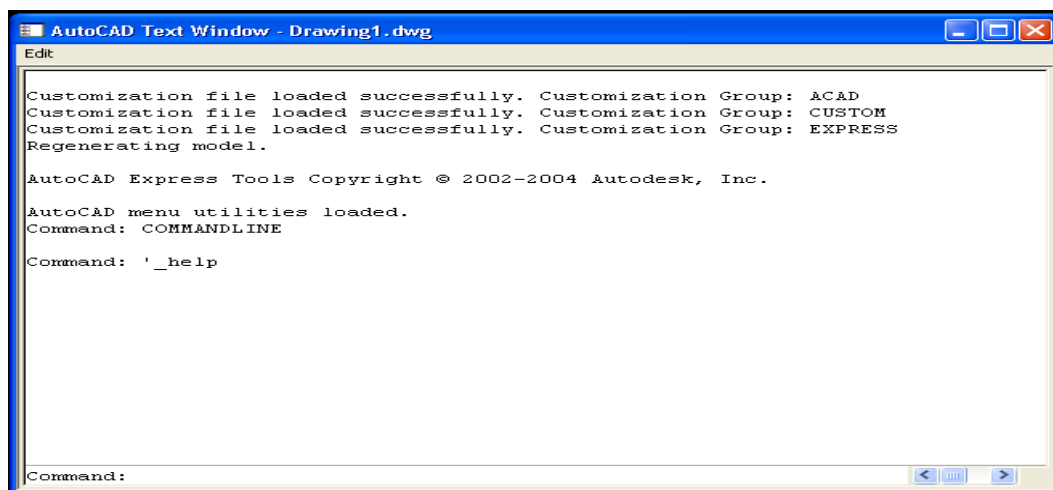 AutoCAD Text Window - Drawing1.dwg
Edit
Customization file loaded successfully. Customization Group: ACAD
Customization file loaded successfully. Customization Group: CUSTOM
Customization file loaded successfully. Customization Group: EXPRESS
Regenerating model.
AutoCAD Express Tools Copyright © 2002-2004 Autodesk, Inc.
AutoCAD menu utilities loaded.
Command: COMMANDLINE
Command: '_help
Command: